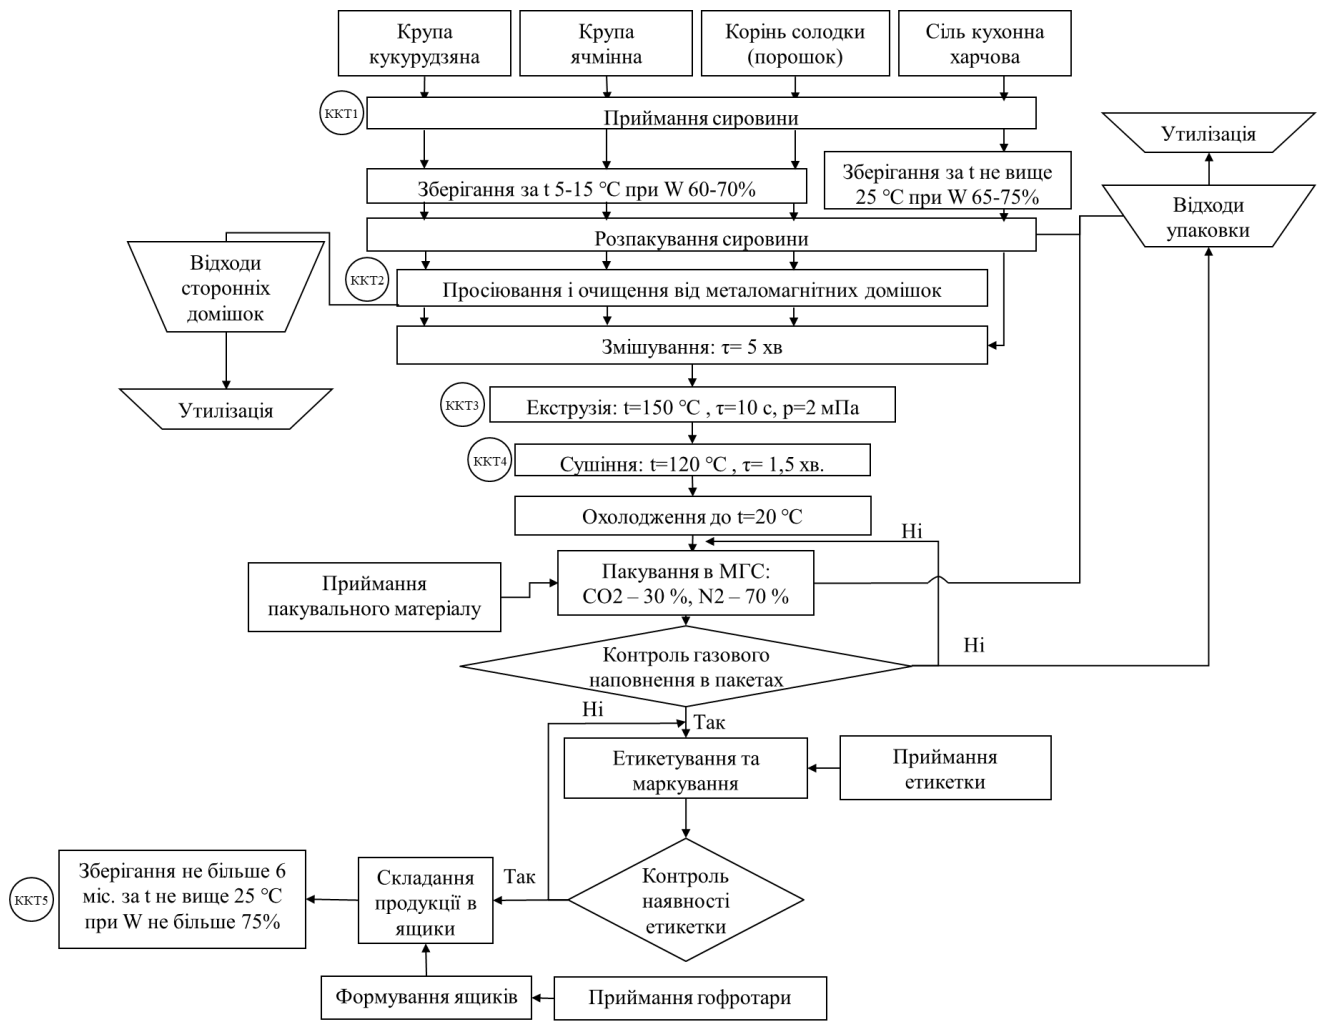 Крупа
кукурудзяна
Крупа
ячмінна
Корінь солодки
(порошок)
Сіль кухонна
харчова
ККТ1
Приймання сировини
Утилізація
Зберігання за t 5-15 °С при W 60-70%
Зберігання за t не вище
25 °С при W 65-75%
Відходи
упаковки
Розпакування сировини
Відходи
сторонніх
домішок
ККТ2
Просіювання і очищення від металомагнітних домішок
Змішування: τ= 5 хв
Утилізація
ККТ3
Екструзія: t=150 °С , τ=10 с, р=2 мПа
ККТ4
Сушіння: t=120 °С , τ= 1,5 хв.
Охолодження до t=20 °С
Ні
Приймання
пакувального матеріалу
Пакування в МГС:
СО2 – 30 %, N2 – 70 %
Контроль газового
наповнення в пакетах
Ні
Ні
Так
Етикетування та
маркування
Приймання
етикетки
ККТ5
Зберігання не більше 6
міс. за t не вище 25 °С
при W не більше 75%
Складання
продукції в
ящики
Так
Контроль
наявності
етикетки
Формування ящиків
Приймання гофротари